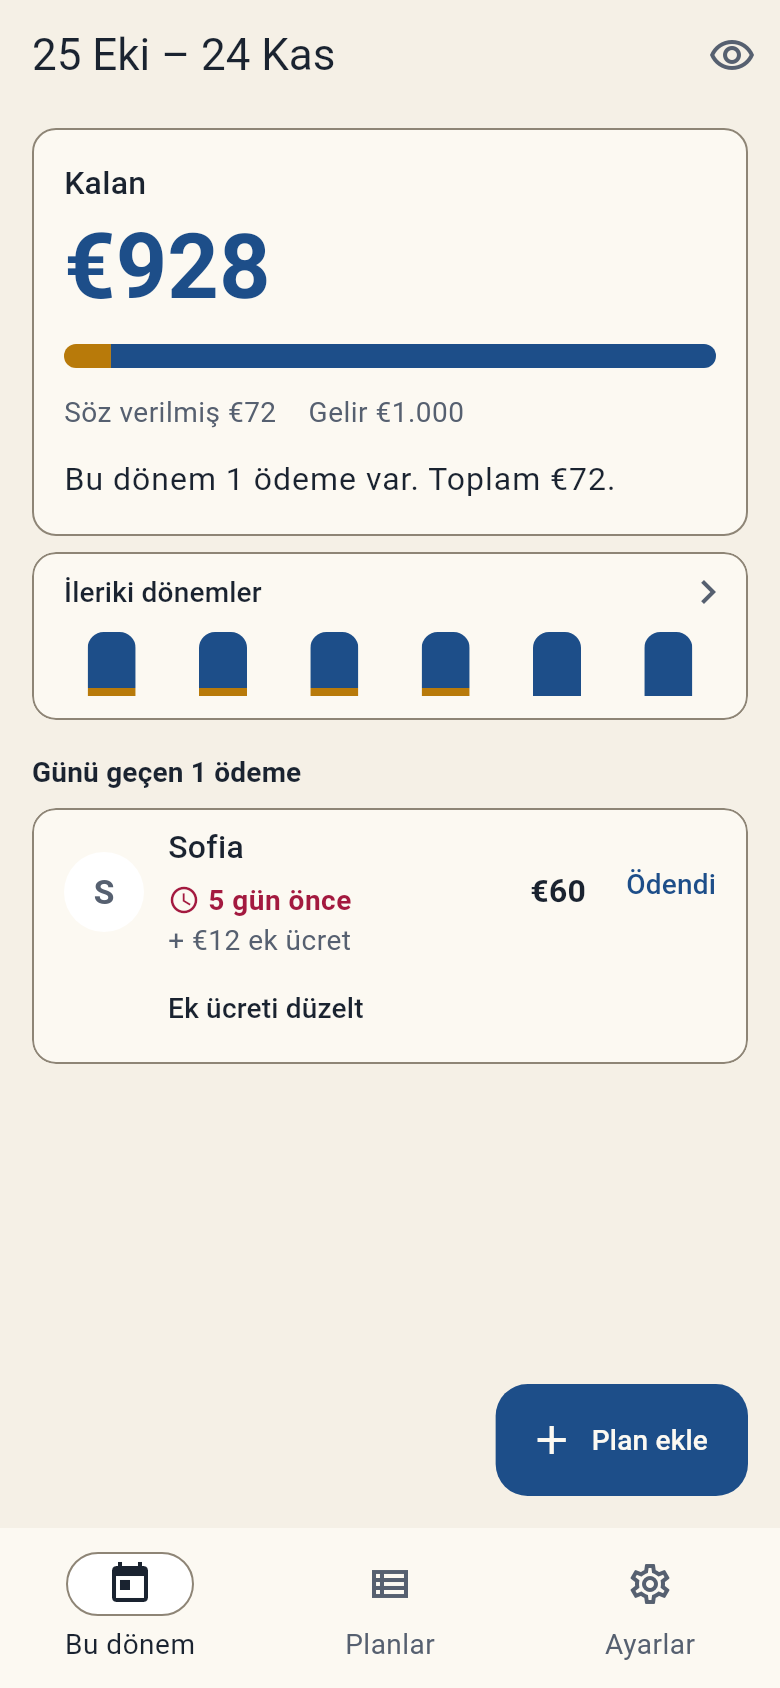 25 Eki – 24 Kas
Kalan
€928
Söz verilmiş €72 Gelir €1.000
Bu dönem 1 ödeme var. Toplam €72.
İleriki dönemler
Günü geçen 1 ödeme
S
Sofia
5 gün önce
+ €12 ek ücret
€60
Ödendi
Ek ücreti düzelt
Plan ekle
Bu dönem
Planlar
Ayarlar